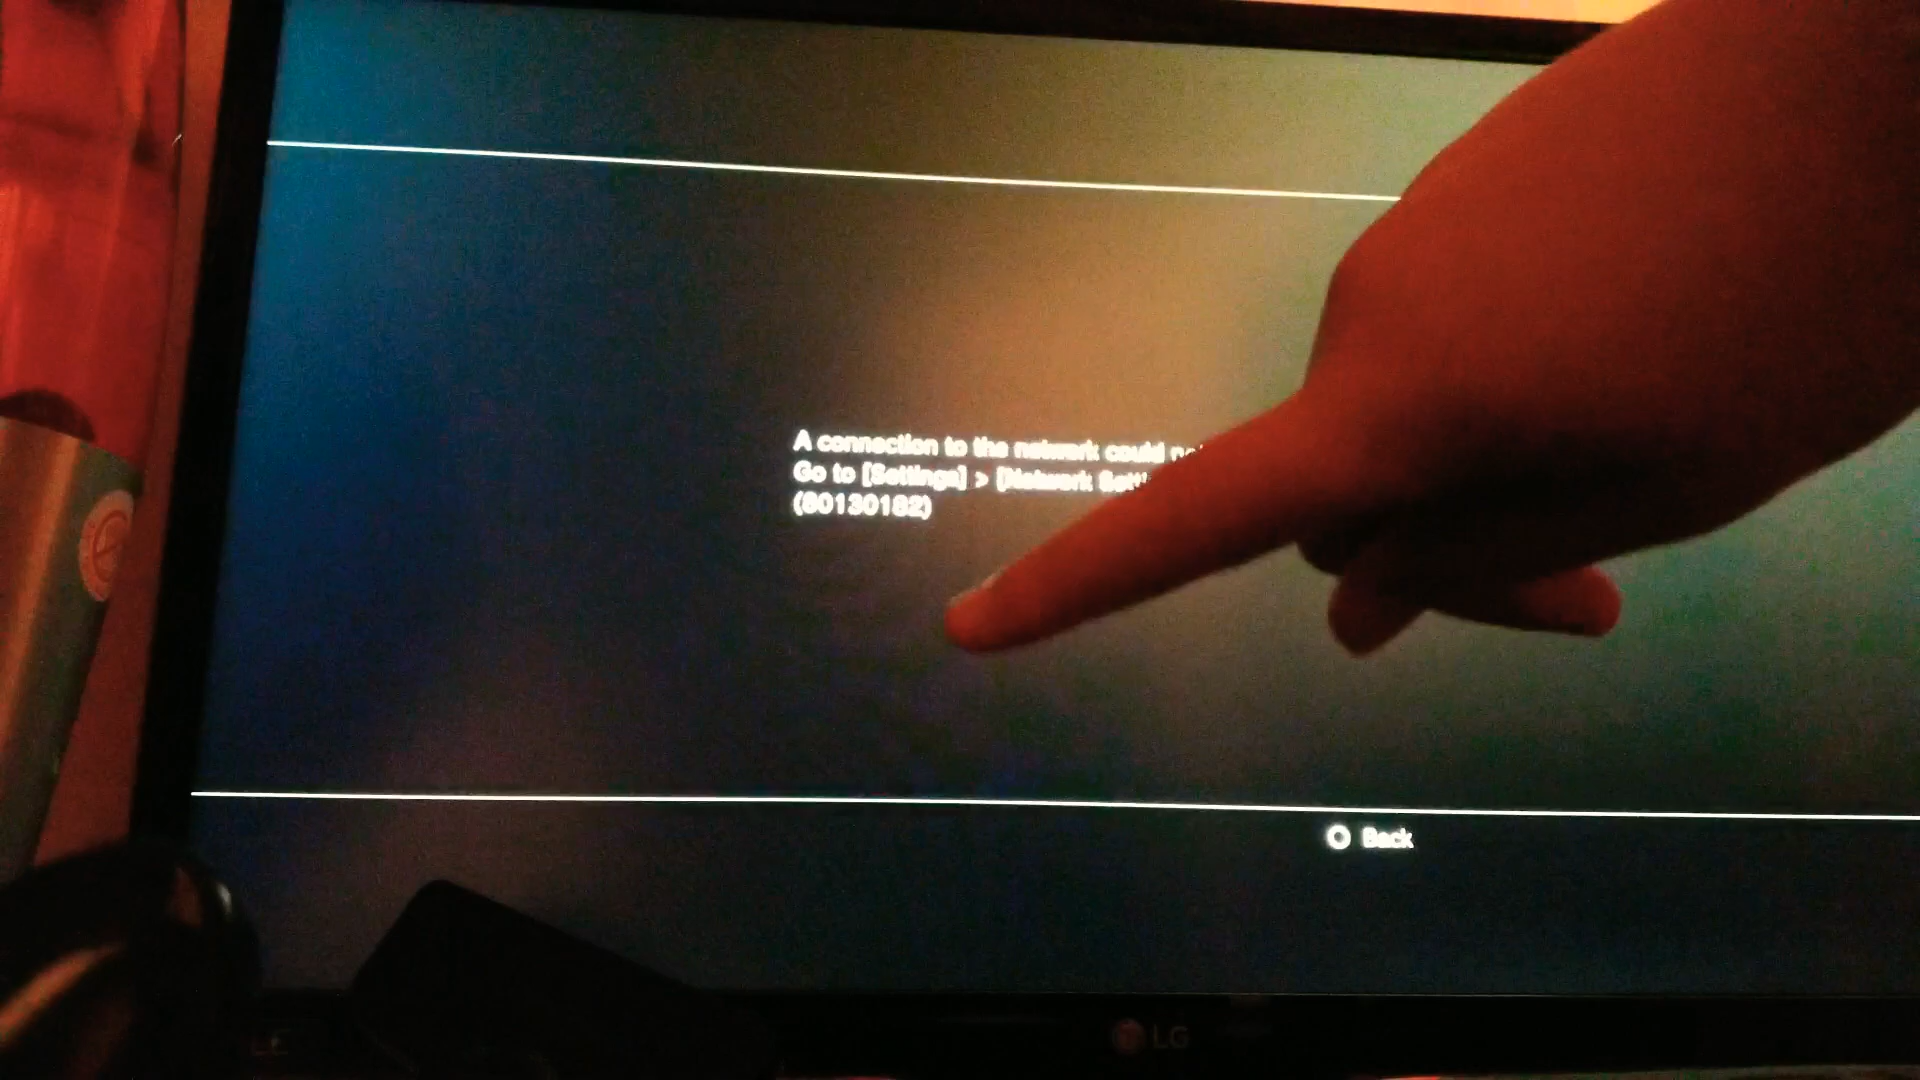 A connection to the network could
Go to [Settings] > [Network
(80130182)
Back
LG